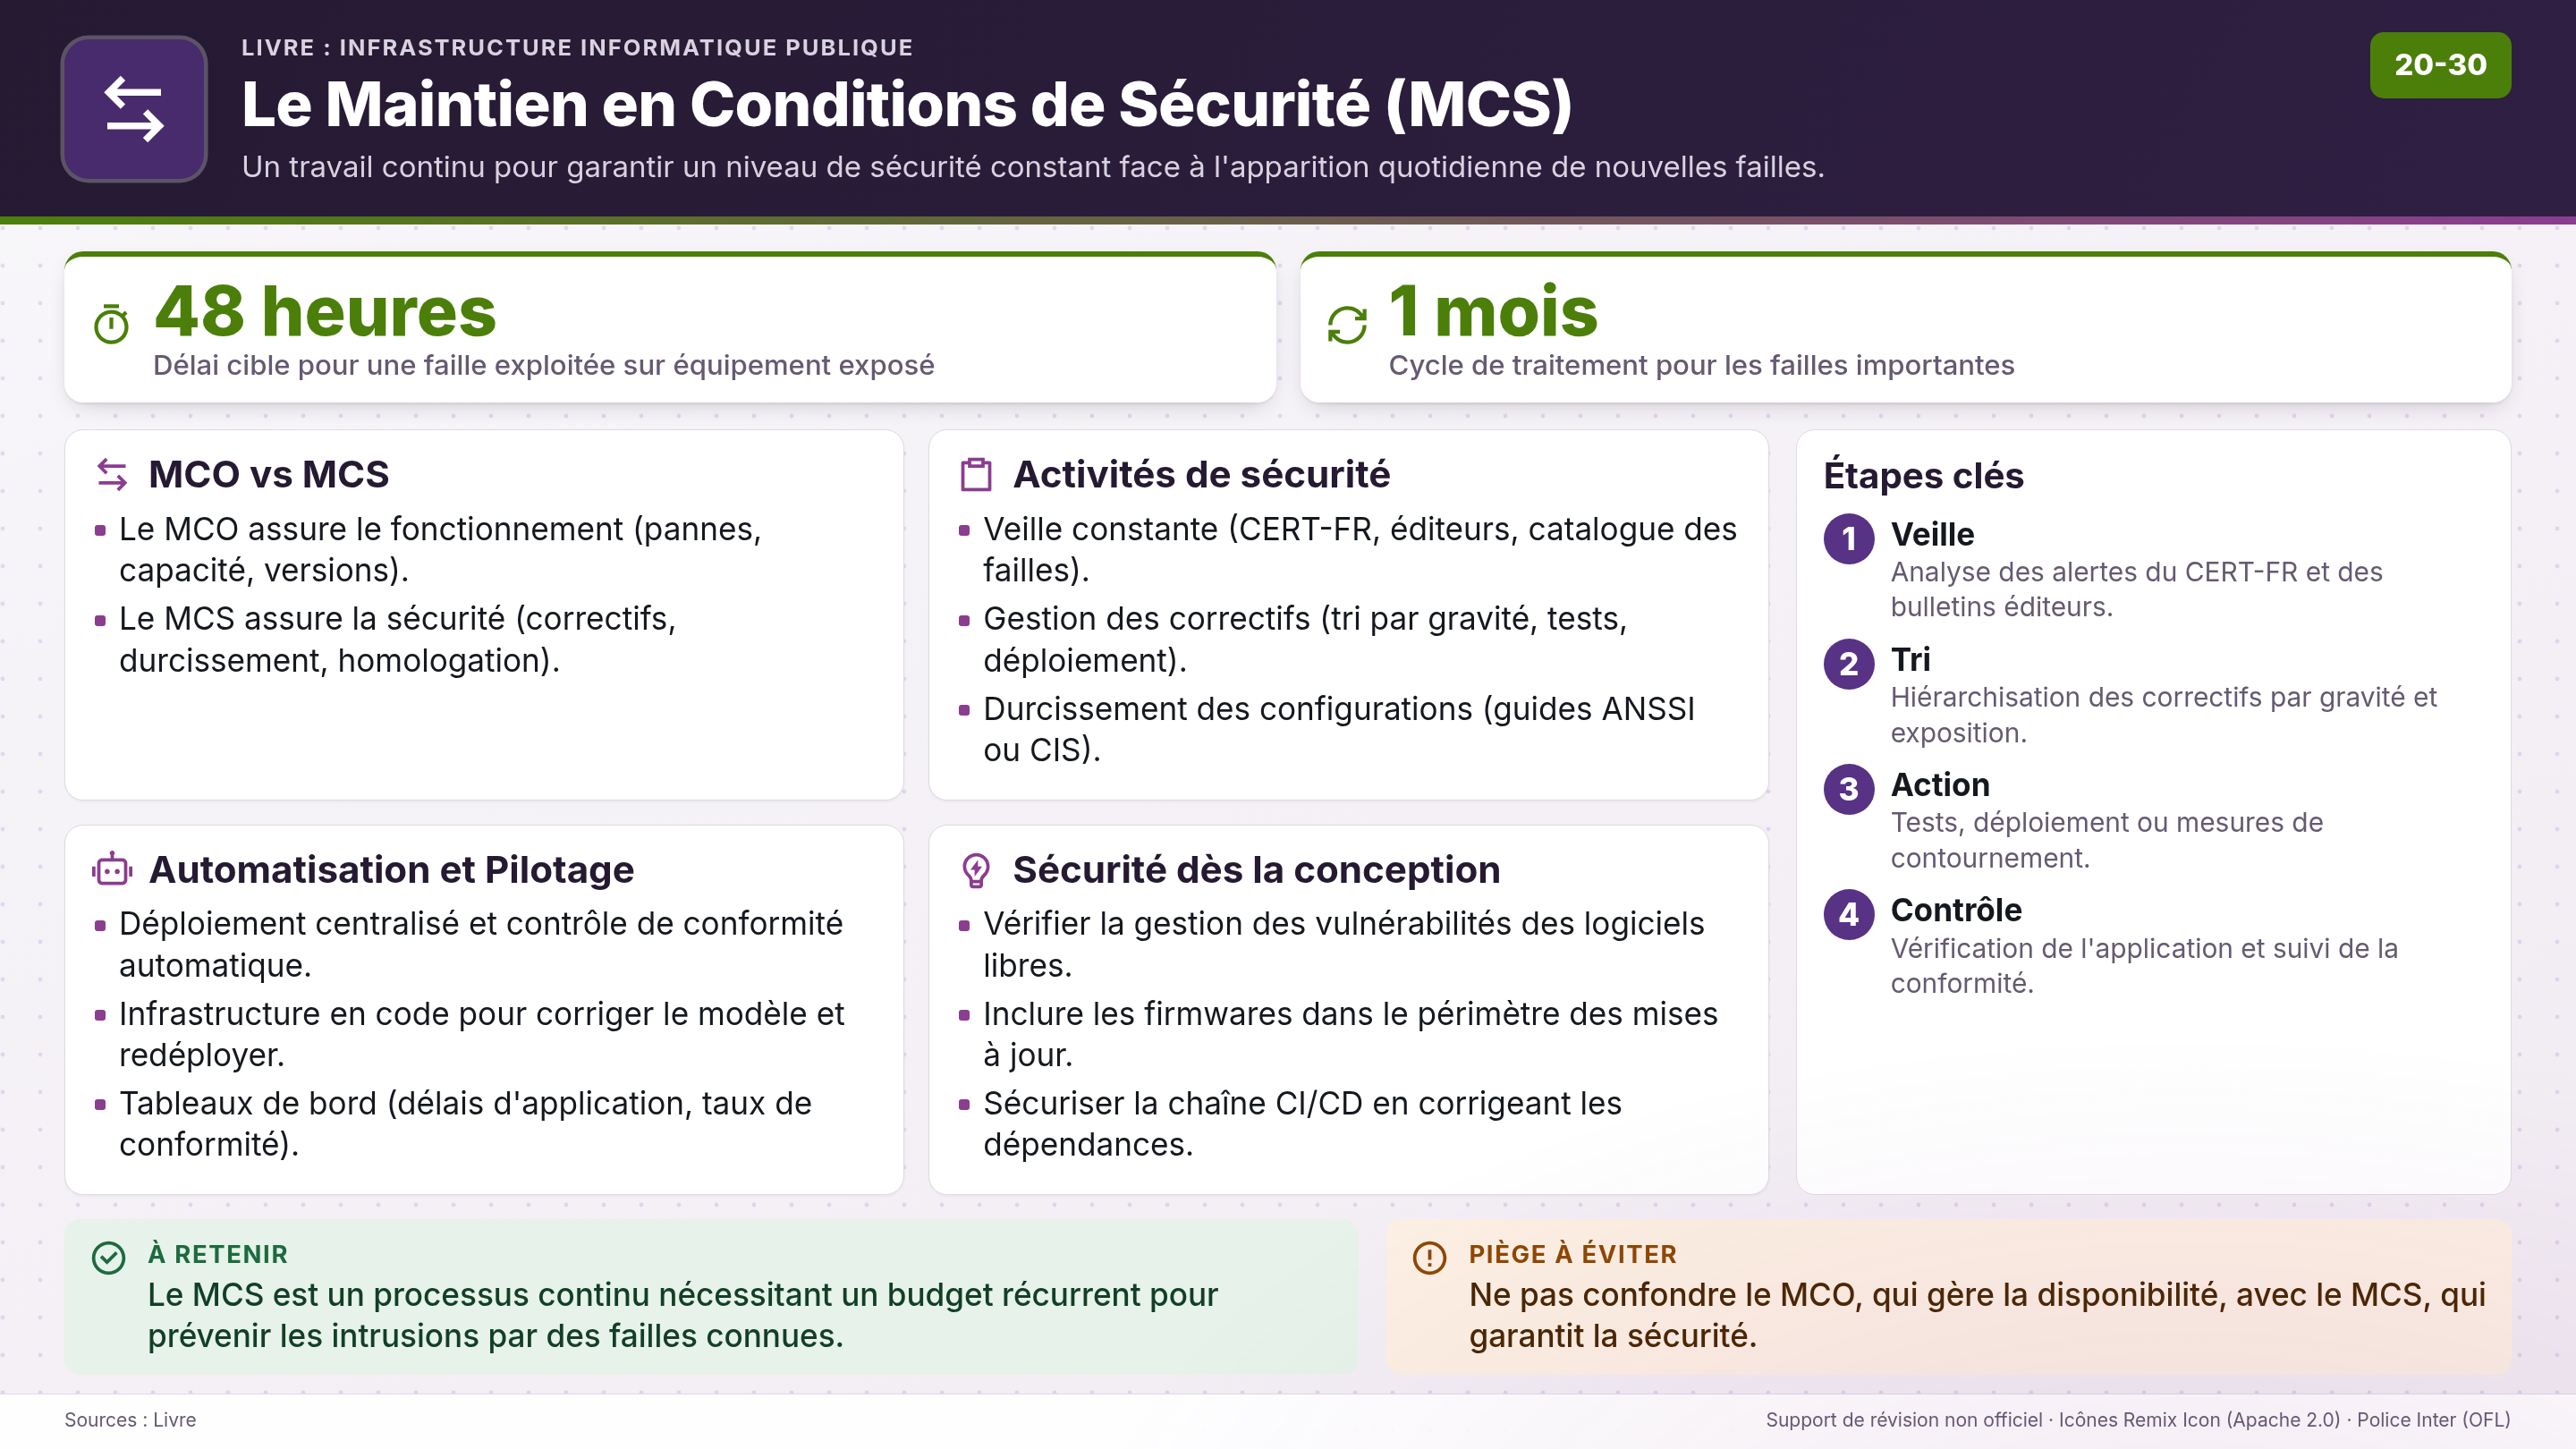 LIVRE : INFRASTRUCTURE INFORMATIQUE PUBLIQUE
Le Maintien en Conditions de Sécurité (MCS)
Un travail continu pour garantir un niveau de sécurité constant face à l'apparition quotidienne de nouvelles failles.
20-30
48 heures
Délai cible pour une faille exploitée sur équipement exposé
1 mois
Cycle de traitement pour les failles importantes
MCO vs MCS
Le MCO assure le fonctionnement (pannes,
capacité, versions).
Le MCS assure la sécurité (correctifs,
durcissement, homologation).
Activités de sécurité
Veille constante (CERT-FR, éditeurs, catalogue des
failles).
Gestion des correctifs (tri par gravité, tests,
déploiement).
Durcissement des configurations (guides ANSSI
ou CIS).
Automatisation et Pilotage
Déploiement centralisé et contrôle de conformité
automatique.
Infrastructure en code pour corriger le modèle et
redéployer.
Tableaux de bord (délais d'application, taux de
conformité).
Sécurité dès la conception
Vérifier la gestion des vulnérabilités des logiciels
libres.
Inclure les firmwares dans le périmètre des mises
à jour.
Sécuriser la chaîne CI/CD en corrigeant les
dépendances.
Étapes clés
1 Veille
Analyse des alertes du CERT-FR et des
bulletins éditeurs.
2 Tri
Hiérarchisation des correctifs par gravité et
exposition.
3 Action
Tests, déploiement ou mesures de
contournement.
4 Contrôle
Vérification de l'application et suivi de la
conformité.
À RETENIR
Le MCS est un processus continu nécessitant un budget récurrent pour
prévenir les intrusions par des failles connues.
PIÈGE À ÉVITER
Ne pas confondre le MCO, qui gère la disponibilité, avec le MCS, qui
garantit la sécurité.
Sources : Livre
Support de révision non officiel · Icônes Remix Icon (Apache 2.0) · Police Inter (OFL)